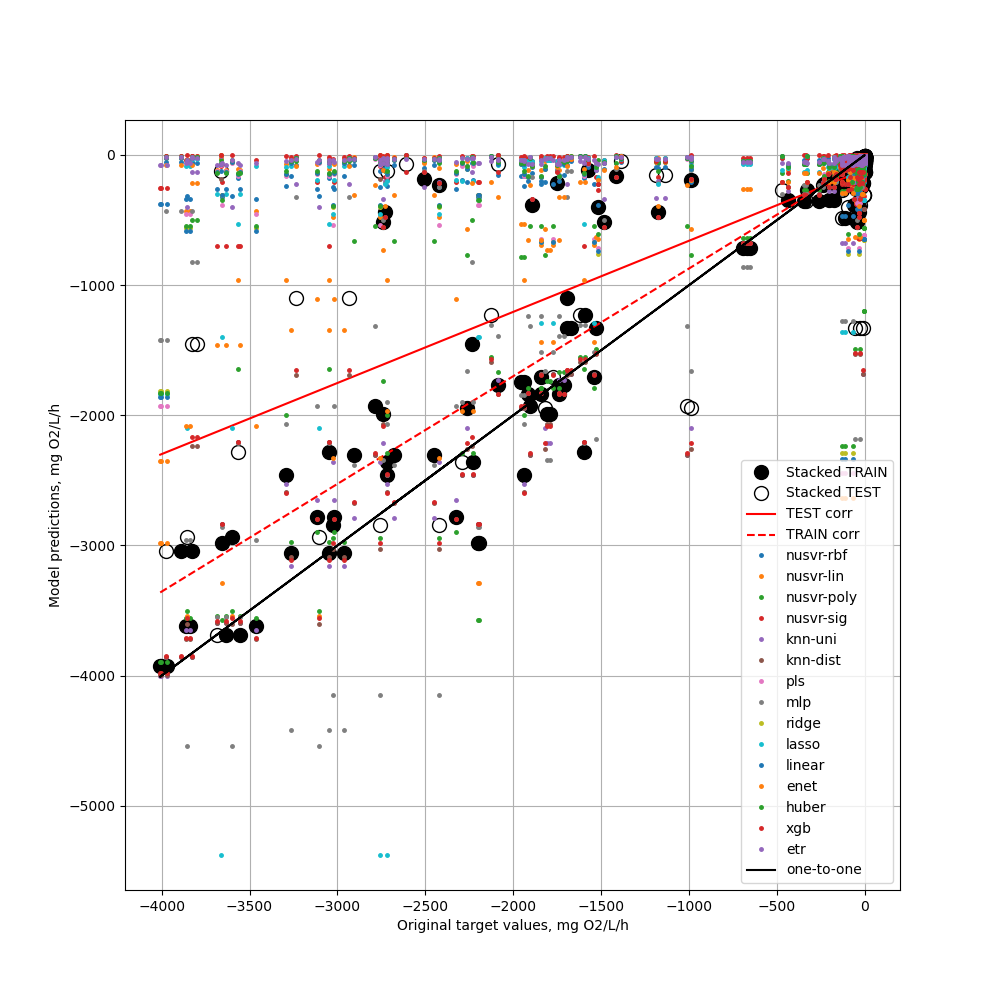 0
−1000
−2000
−3000
−4000
−5000
Model predictions, mg O2/L/h
−4000 −3500 −3000 −2500 −2000 −1500 −1000 −500 0
Original target values, mg O2/L/h
Stacked TRAIN
Stacked TEST
TEST corr
TRAIN corr
nusvr-rbf
nusvr-lin
nusvr-poly
nusvr-sig
knn-uni
knn-dist
pls
mlp
ridge
lasso
linear
enet
huber
xgb
etr
one-to-one